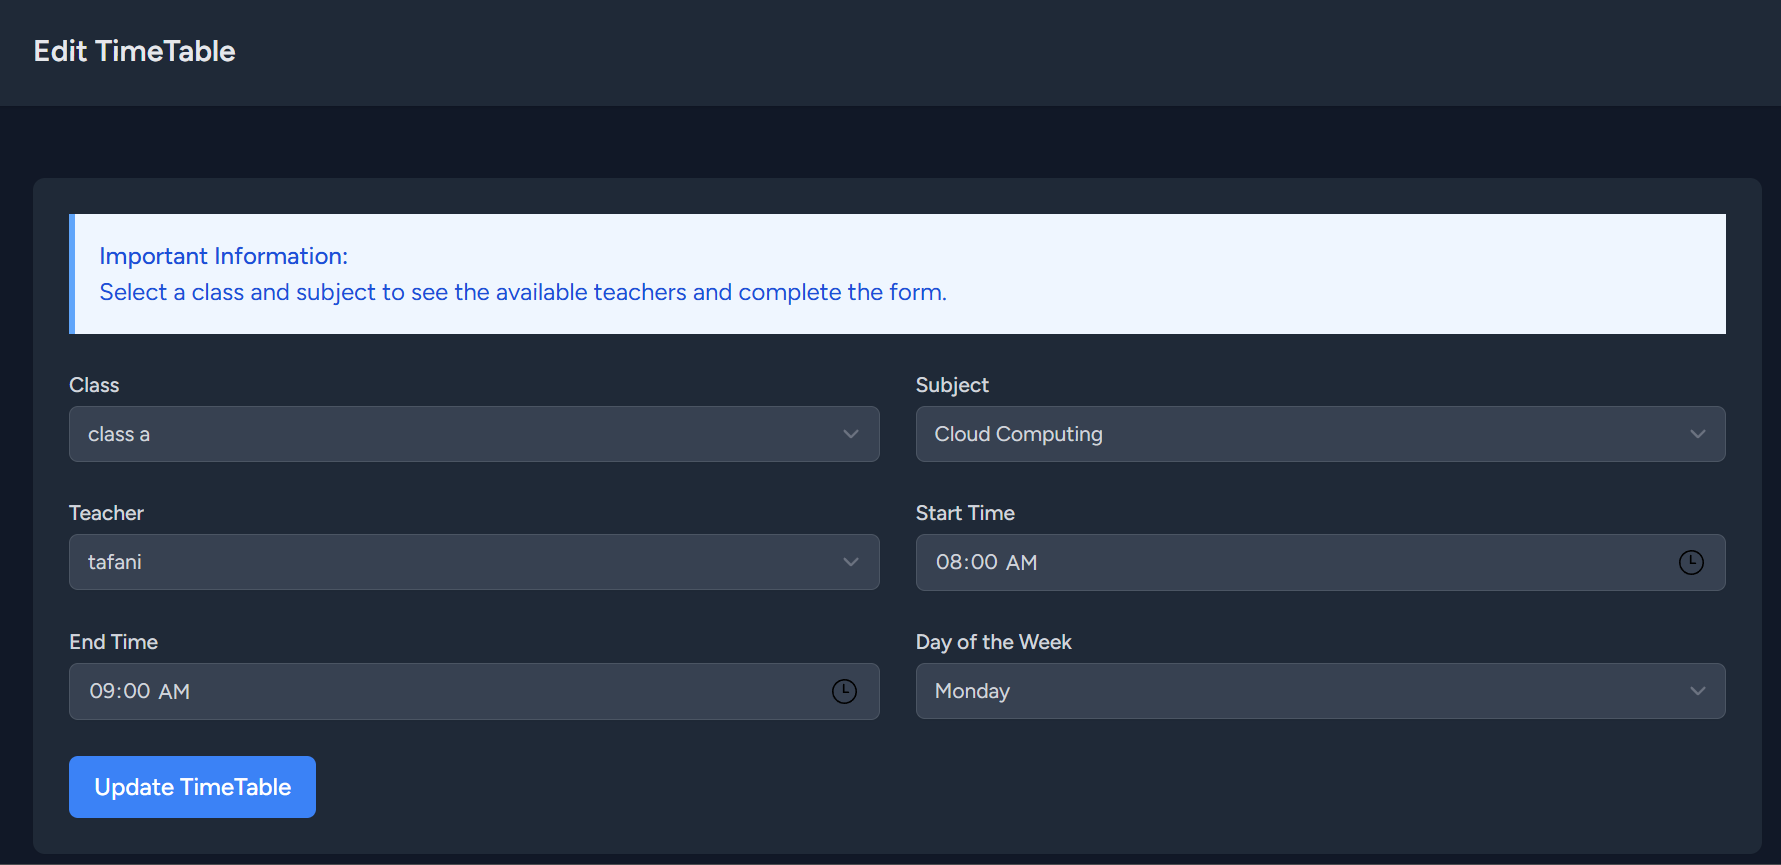 Edit TimeTable
Important Information:
Select a class and subject to see the available teachers and complete the form.
Class
class a
Subject
Cloud Computing
Teacher
tafani
Start Time
08:00 AM
End Time
09:00 AM
Day of the Week
Monday
Update TimeTable